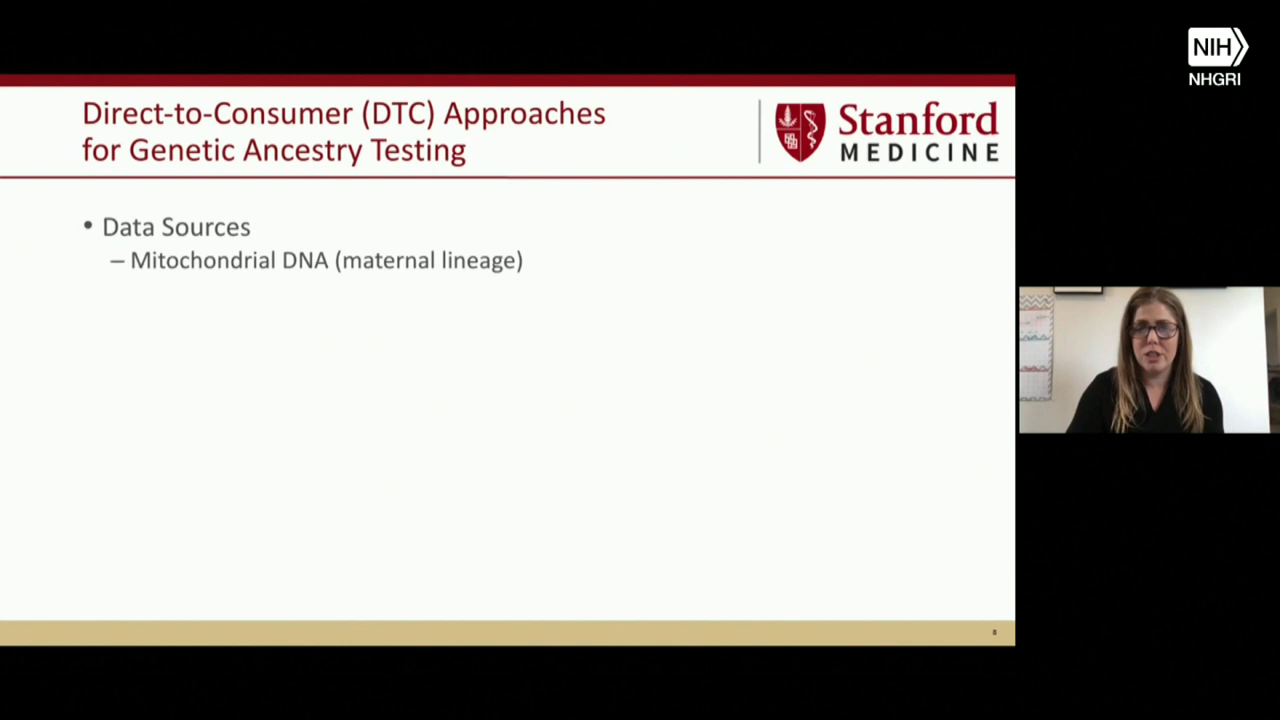 NIH
NHGRI
Direct-to-Consumer (DTC) Approaches
for Genetic Ancestry Testing
Stanford
MEDICINE
• Data Sources
– Mitochondrial DNA (maternal lineage)
8